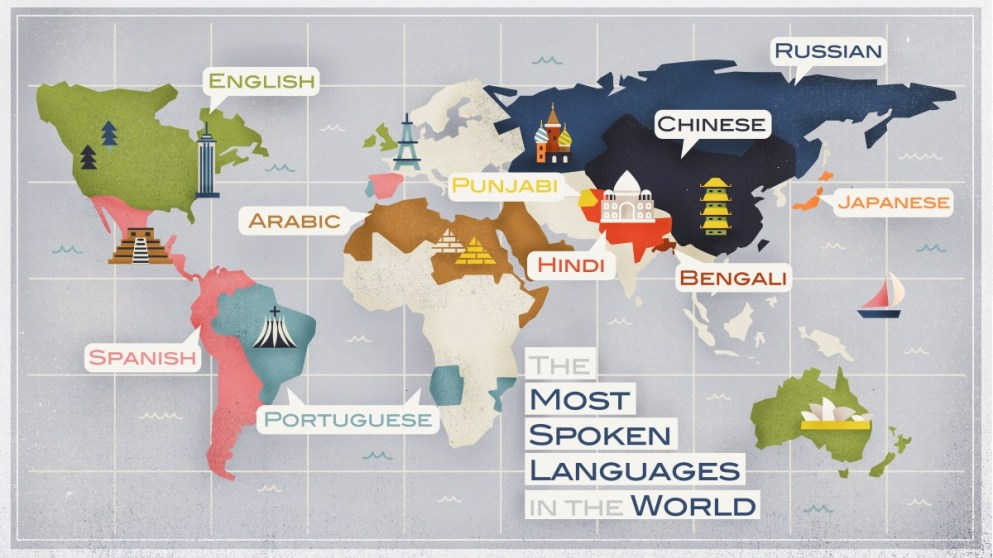 Russian
English
Chinese
Punjabi
Japanese
Arabic
Hindi
Bengali
Spanish
Portuguese
The
Most
Spoken
Languages
in the World